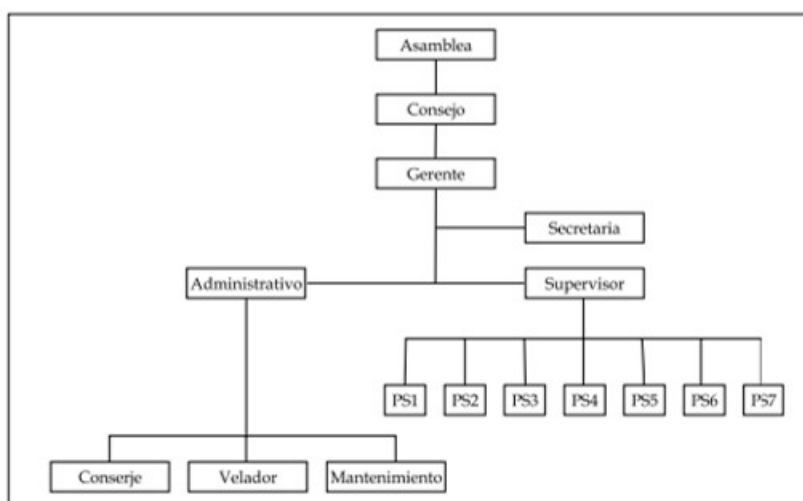 Asamblea
Consejo
Gerente
Secretaria
Administrativo
Supervisor
PS1
PS2
PS3
PS4
PS5
PS6
PS7
Conserje
Velador
Mantenimiento